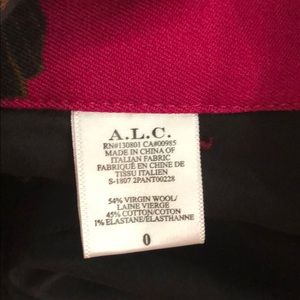 A.L.C.
RN#130801 CA#00985
MADE IN CHINA OF
ITALIAN FABRIC
FABRIQUÉ EN CHINE DE
TISSU ITALIEN
S-1807 2PANT00228
54% VIRGIN WOOL/
LAINE VIERGE
45% COTTON/COTON
1% ELASTANE/ÉLASTHANNE
0